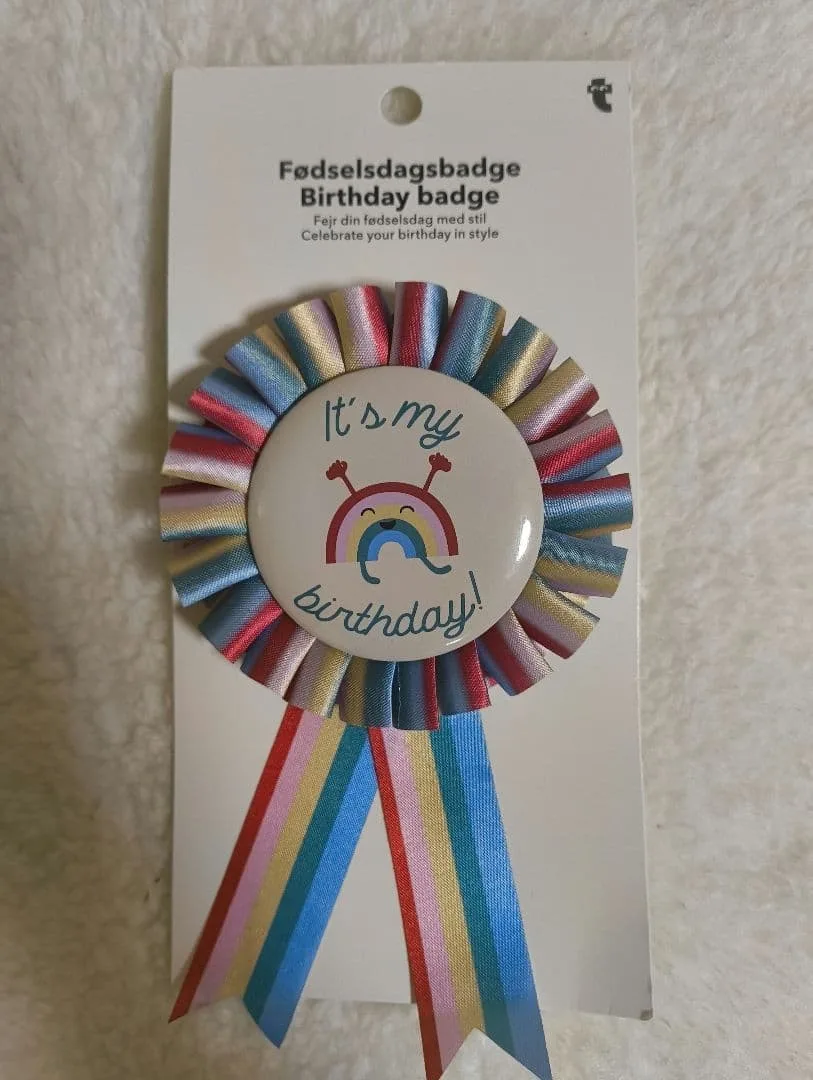 t
Fødselsdagsbadge
Birthday badge
Fejr din fødselsdag med stil
Celebrate your birthday in style
It's my
birthday!